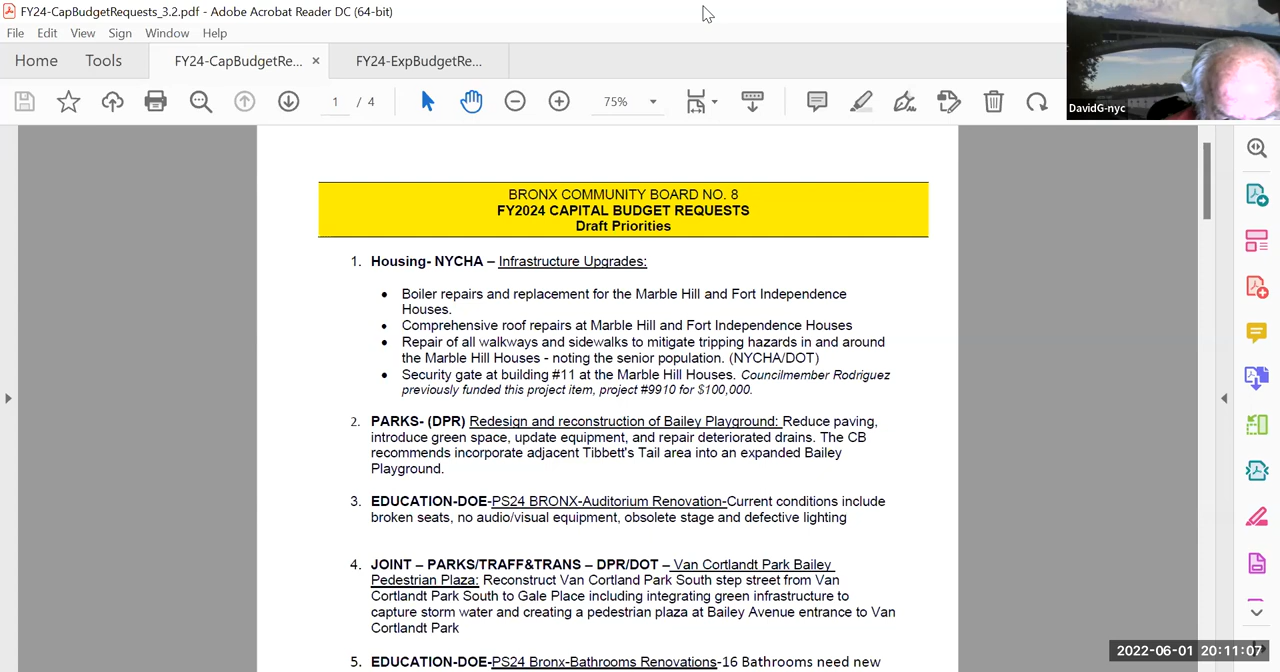 FY24-CapBudgetRequests_3.2.pdf - Adobe Acrobat Reader DC (64-bit)
File Edit View Sign Window Help
Home Tools FY24-CapBudgetRe... × FY24-ExpBudgetRe...
1 / 4 75%
DavidG-nyc
BRONX COMMUNITY BOARD NO. 8
FY2024 CAPITAL BUDGET REQUESTS
Draft Priorities
1. Housing- NYCHA – Infrastructure Upgrades:
• Boiler repairs and replacement for the Marble Hill and Fort Independence
Houses.
• Comprehensive roof repairs at Marble Hill and Fort Independence Houses
• Repair of all walkways and sidewalks to mitigate tripping hazards in and around
the Marble Hill Houses - noting the senior population. (NYCHA/DOT)
• Security gate at building #11 at the Marble Hill Houses. Councilmember Rodriguez
previously funded this project item, project #9910 for $100,000.
2. PARKS- (DPR) Redesign and reconstruction of Bailey Playground: Reduce paving,
introduce green space, update equipment, and repair deteriorated drains. The CB
recommends incorporate adjacent Tibbett's Tail area into an expanded Bailey
Playground.
3. EDUCATION-DOE-PS24 BRONX-Auditorium Renovation-Current conditions include
broken seats, no audio/visual equipment, obsolete stage and defective lighting
4. JOINT – PARKS/TRAFF&TRANS – DPR/DOT – Van Cortlandt Park Bailey
Pedestrian Plaza: Reconstruct Van Cortland Park South step street from Van
Cortlandt Park South to Gale Place including integrating green infrastructure to
capture storm water and creating a pedestrian plaza at Bailey Avenue entrance to Van
Cortlandt Park
5. EDUCATION-DOE-PS24 Bronx-Bathrooms Renovations-16 Bathrooms need new
2022-06-01 20:11:07